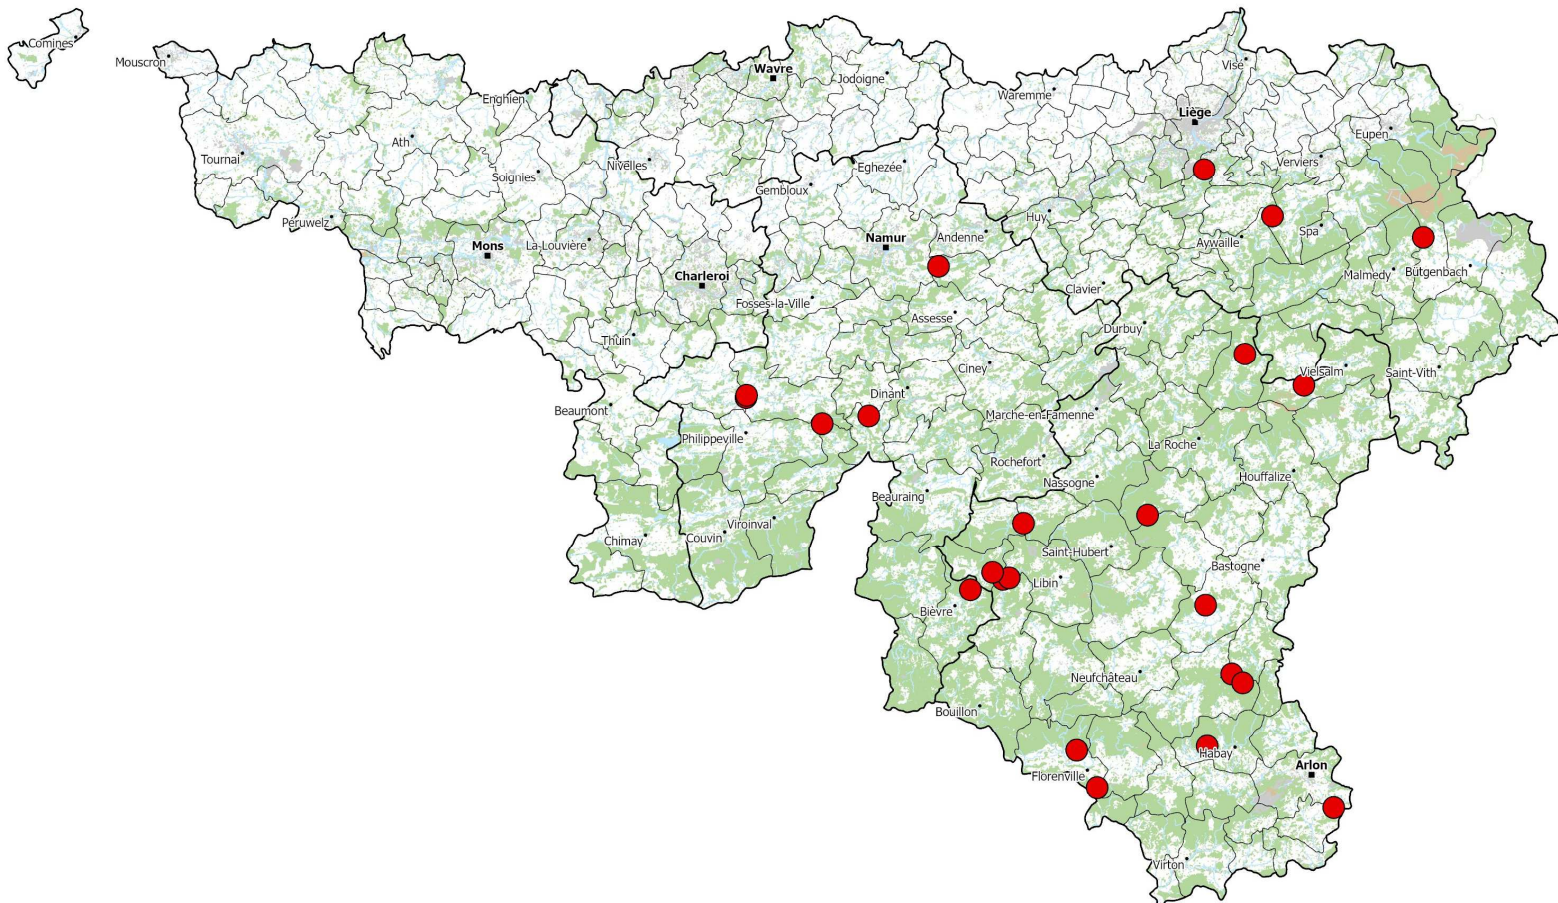 Comines
Mouscron
Wavre
Jodoigne
Visé
Waremme
Enghien
Liège
Eupen
Ath
Tournai
Nivelles
Eghezée
Verviers
Soignies
Gembloux
Péruwelz
Huy
Spa
Mons
La-Louvière
Namur
Andenne
Aywaille
Charleroi
Malmedy
Bütgenbach
Clavier
Fosses-la-Ville
Assesse
Durbuy
Thuin
Ciney
Vielsalm
Saint-Vith
Dinant
Beaumont
Marche-en-Famenne
Philippeville
La Roche
Rochefort
Nassogne
Houffalize
Beauraing
Viroinval
Chimay
Couvin
Saint-Hubert
Bastogne
Libin
Bièvre
Neufchâteau
Bouillon
Habay
Arlon
Florenville
Virton